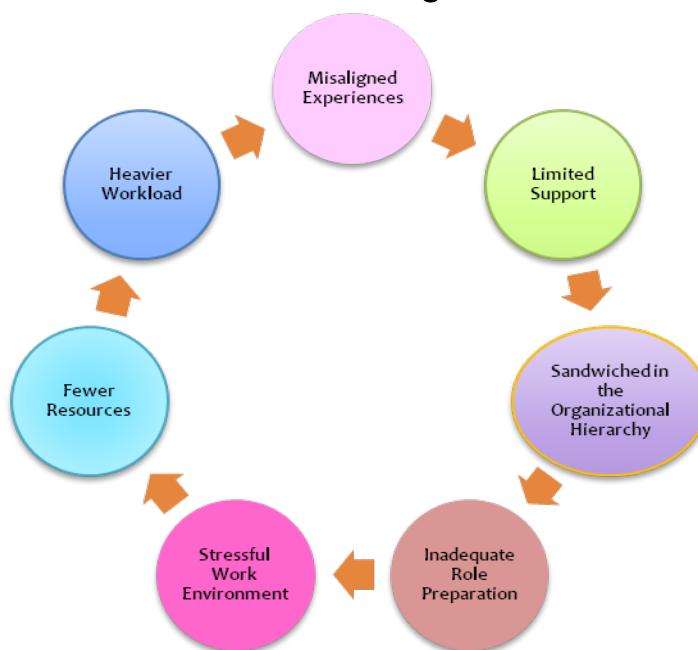 Misaligned
Experiences
Limited
Support
Sandwiched in
the
Organizational
Hierarchy
Inadequate
Role
Preparation
Stressful
Work
Environment
Fewer
Resources
Heavier
Workload